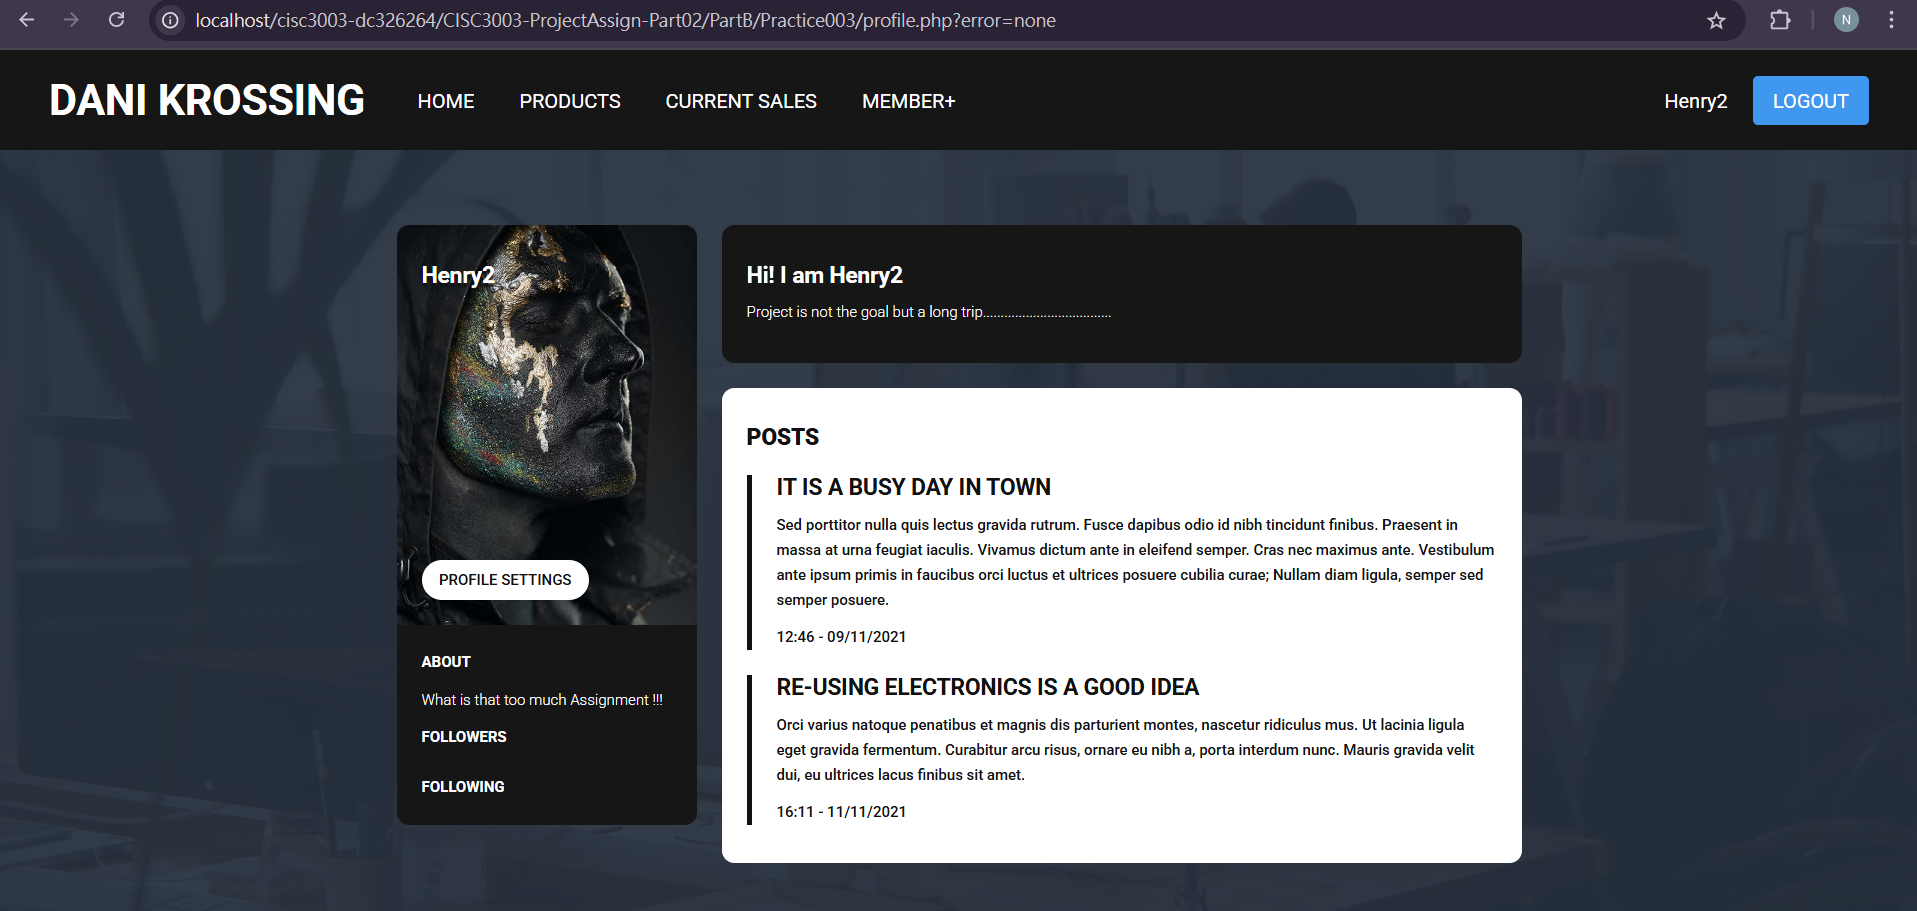 localhost/cisc3003-dc326264/CISC3003-ProjectAssign-Part02/PartB/Practice003/profile.php?error=none
N
DANI KROSSING
HOME
PRODUCTS
CURRENT SALES
MEMBER+
Henry2
LOGOUT
Henry2
PROFILE SETTINGS
ABOUT
What is that too much Assignment !!!
FOLLOWERS
FOLLOWING
Hi! I am Henry2
Project is not the goal but a long trip....................................
POSTS
IT IS A BUSY DAY IN TOWN
Sed porttitor nulla quis lectus gravida rutrum. Fusce dapibus odio id nibh tincidunt finibus. Praesent in
massa at urna feugiat iaculis. Vivamus dictum ante in eleifend semper. Cras nec maximus ante. Vestibulum
ante ipsum primis in faucibus orci luctus et ultrices posuere cubilia curae; Nullam diam ligula, semper sed
semper posuere.
12:46 - 09/11/2021
RE-USING ELECTRONICS IS A GOOD IDEA
Orci varius natoque penatibus et magnis dis parturient montes, nascetur ridiculus mus. Ut lacinia ligula
eget gravida fermentum. Curabitur arcu risus, ornare eu nibh a, porta interdum nunc. Mauris gravida velit
dui, eu ultrices lacus finibus sit amet.
16:11 - 11/11/2021